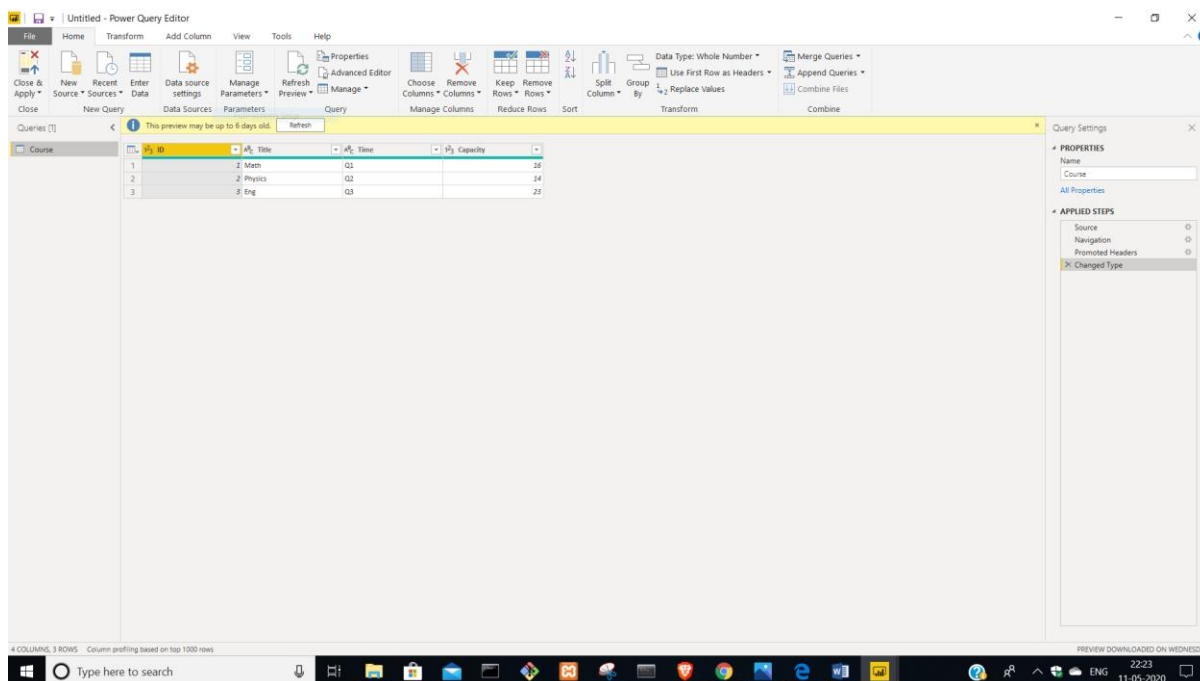 Untitled - Power Query Editor
File Home Transform Add Column View Tools Help
Close & Apply
New Source
Recent Sources
Enter Data
Data source settings
Manage Parameters
Refresh Preview
Properties
Advanced Editor
Manage
Choose Columns
Remove Columns
Keep Rows
Remove Rows
Split Column
Group By
Data Type: Whole Number
Use First Row as Headers
Replace Values
Merge Queries
Append Queries
Combine Files
Close New Query Data Sources Parameters Query Manage Columns Reduce Rows Sort Transform Combine
Queries [1]
Course
This preview may be up to 6 days old. Refresh
ID Title Time Capacity
1 1 Math Q1 16
2 2 Physics Q2 14
3 3 Eng Q3 23
Query Settings
PROPERTIES
Name
Course
All Properties
APPLIED STEPS
Source
Navigation
Promoted Headers
Changed Type
4 COLUMNS, 3 ROWS Column profiling based on top 1000 rows
PREVIEW DOWNLOADED ON WEDNESD
Type here to search
ENG
22:23
11-05-2020